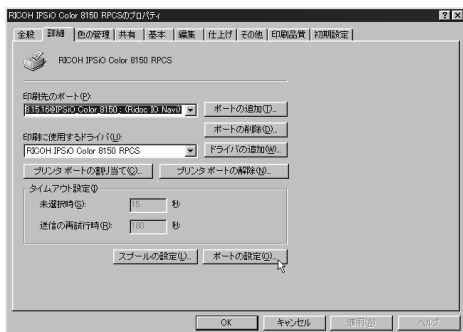 RICOH IPSiO Color 8150 RPCSのプロパティ
全般 詳細 色の管理 共有 基本 編集 仕上げ その他 印刷品質 初期設定
RICOH IPSiO Color 8150 RPCS
印刷先のポート(P):
8.15.16@IPSiO Color 8150 : (Ridoc IO Navi) ポートの追加(T)...
ポートの削除(D)...
印刷に使用するドライバ(U):
RICOH IPSiO Color 8150 RPCS ドライバの追加(W)...
プリンタ ポートの割り当て(C)... プリンタ ポートの解除(N)...
タイムアウト設定
未選択時(S): 15 秒
送信の再試行時(R): 180 秒
スプールの設定(L)... ポートの設定(O)...
OK キャンセル 適用(A) ヘルプ